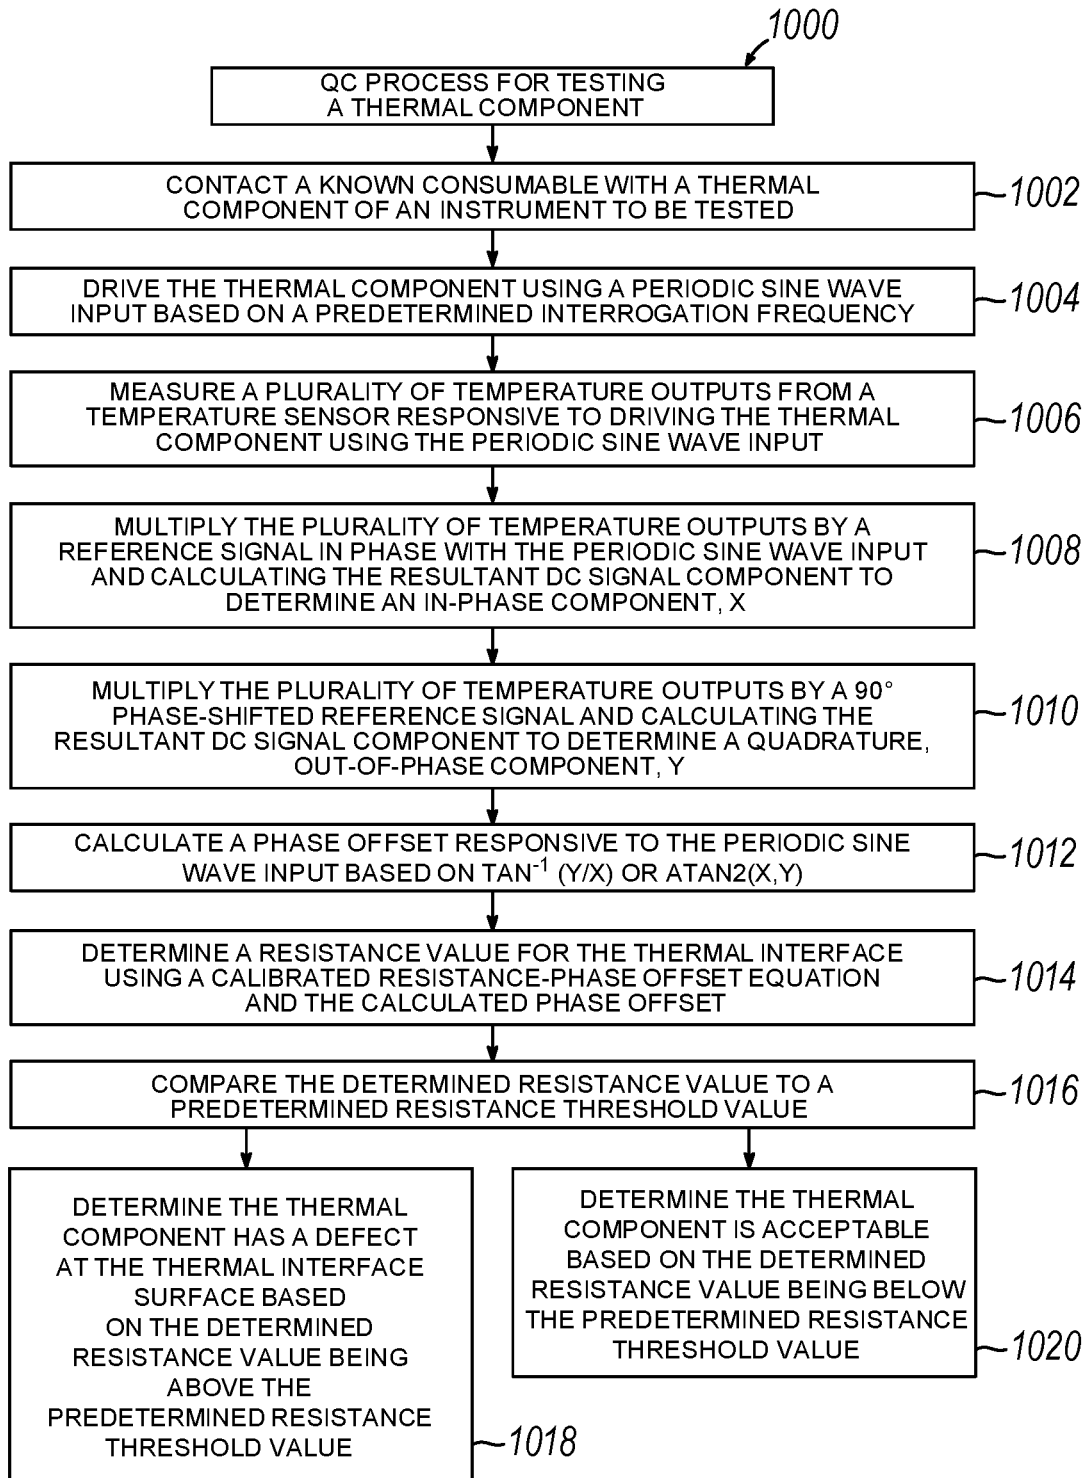 1000
QC PROCESS FOR TESTING
A THERMAL COMPONENT
CONTACT A KNOWN CONSUMABLE WITH A THERMAL
COMPONENT OF AN INSTRUMENT TO BE TESTED
1002
DRIVE THE THERMAL COMPONENT USING A PERIODIC SINE WAVE
INPUT BASED ON A PREDETERMINED INTERROGATION FREQUENCY
1004
MEASURE A PLURALITY OF TEMPERATURE OUTPUTS FROM A
TEMPERATURE SENSOR RESPONSIVE TO DRIVING THE THERMAL
COMPONENT USING THE PERIODIC SINE WAVE INPUT
1006
MULTIPLY THE PLURALITY OF TEMPERATURE OUTPUTS BY A
REFERENCE SIGNAL IN PHASE WITH THE PERIODIC SINE WAVE INPUT
AND CALCULATING THE RESULTANT DC SIGNAL COMPONENT TO
DETERMINE AN IN-PHASE COMPONENT, X
1008
MULTIPLY THE PLURALITY OF TEMPERATURE OUTPUTS BY A 90°
PHASE-SHIFTED REFERENCE SIGNAL AND CALCULATING THE
RESULTANT DC SIGNAL COMPONENT TO DETERMINE A QUADRATURE,
OUT-OF-PHASE COMPONENT, Y
1010
CALCULATE A PHASE OFFSET RESPONSIVE TO THE PERIODIC SINE
WAVE INPUT BASED ON TAN⁻¹ (Y/X) OR ATAN2(X,Y)
1012
DETERMINE A RESISTANCE VALUE FOR THE THERMAL INTERFACE
USING A CALIBRATED RESISTANCE-PHASE OFFSET EQUATION
AND THE CALCULATED PHASE OFFSET
1014
COMPARE THE DETERMINED RESISTANCE VALUE TO A
PREDETERMINED RESISTANCE THRESHOLD VALUE
1016
DETERMINE THE THERMAL
COMPONENT HAS A DEFECT
AT THE THERMAL INTERFACE
SURFACE BASED
ON THE DETERMINED
RESISTANCE VALUE BEING
ABOVE THE
PREDETERMINED RESISTANCE
THRESHOLD VALUE
1018
DETERMINE THE THERMAL
COMPONENT IS ACCEPTABLE
BASED ON THE DETERMINED
RESISTANCE VALUE BEING BELOW
THE PREDETERMINED RESISTANCE
THRESHOLD VALUE
1020